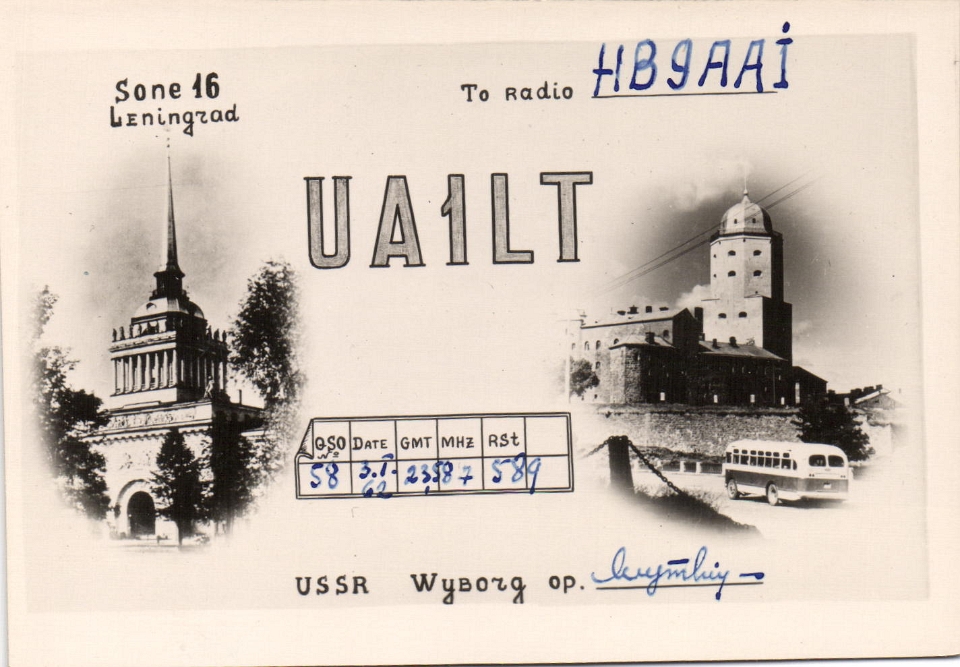 Sone 16
Leningrad
To radio HB9AAI
UA1LT
QSO № DATE GMT MHZ RSt
58 3.I.62 2358 7 589
USSR Wyborg op.